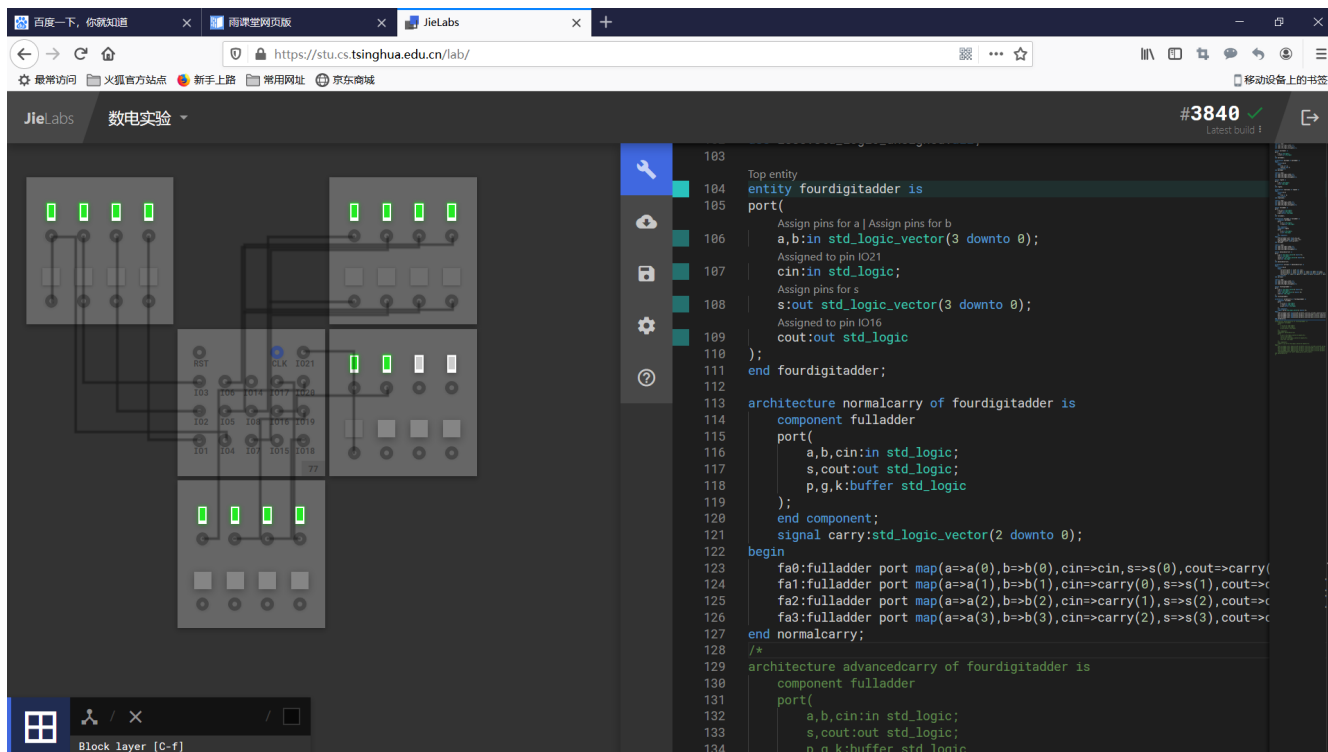 百度一下，你就知道
雨课堂网页版
JieLabs
https://stu.cs.tsinghua.edu.cn/lab/
最常访问 火狐官方站点 新手上路 常用网址 京东商城
移动设备上的书签
JieLabs 数电实验
#3840
Latest build
RST CLK IO21
IO3 IO6 IO14 IO17 IO20
IO2 IO5 IO8 IO16 IO19
IO1 IO4 IO7 IO15 IO18
77
/ /
Block layer [C-f]
103
Top entity
104 entity fourdigitadder is
105 port(
Assign pins for a | Assign pins for b
106 a,b:in std_logic_vector(3 downto 0);
Assigned to pin IO21
107 cin:in std_logic;
Assign pins for s
108 s:out std_logic_vector(3 downto 0);
Assigned to pin IO16
109 cout:out std_logic
110 );
111 end fourdigitadder;
112
113 architecture normalcarry of fourdigitadder is
114 component fulladder
115 port(
116 a,b,cin:in std_logic;
117 s,cout:out std_logic;
118 p,g,k:buffer std_logic
119 );
120 end component;
121 signal carry:std_logic_vector(2 downto 0);
122 begin
123 fa0:fulladder port map(a=>a(0),b=>b(0),cin=>cin,s=>s(0),cout=>carry(
124 fa1:fulladder port map(a=>a(1),b=>b(1),cin=>carry(0),s=>s(1),cout=>c
125 fa2:fulladder port map(a=>a(2),b=>b(2),cin=>carry(1),s=>s(2),cout=>c
126 fa3:fulladder port map(a=>a(3),b=>b(3),cin=>carry(2),s=>s(3),cout=>c
127 end normalcarry;
128 /*
129 architecture advancedcarry of fourdigitadder is
130 component fulladder
131 port(
132 a,b,cin:in std_logic;
133 s,cout:out std_logic;
134 p,g,k:buffer std_logic